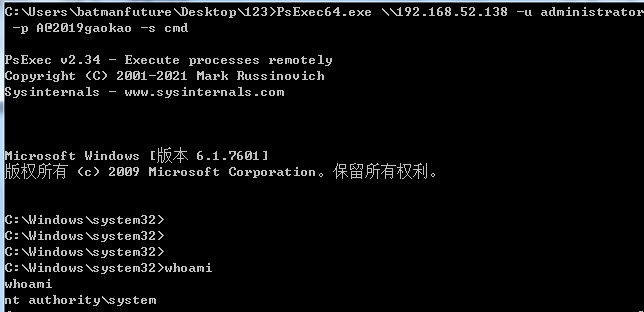 C:\Users\batmanfuture\Desktop\123>PsExec64.exe \\192.168.52.138 -u administrator
 -p A@2019gaokao -s cmd
PsExec v2.34 - Execute processes remotely
Copyright (C) 2001-2021 Mark Russinovich
Sysinternals - www.sysinternals.com
Microsoft Windows [版本 6.1.7601]
版权所有 (c) 2009 Microsoft Corporation。保留所有权利。
C:\Windows\system32>
C:\Windows\system32>
C:\Windows\system32>
C:\Windows\system32>whoami
whoami
nt authority\system